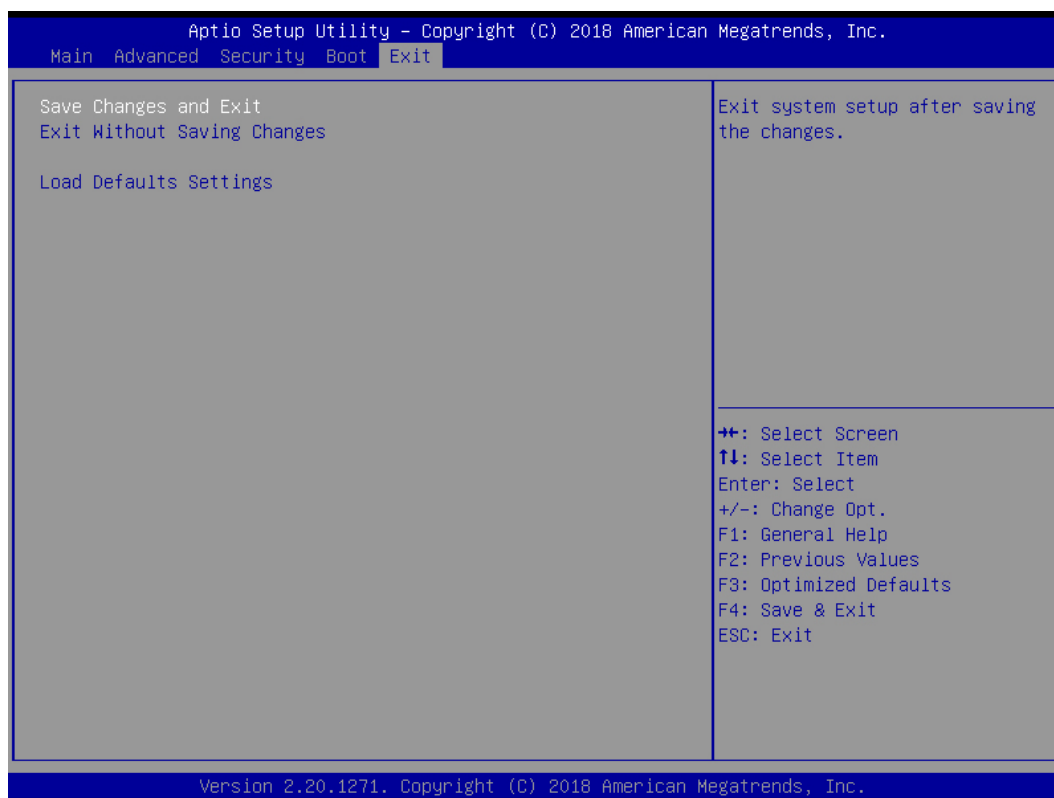 Aptio Setup Utility – Copyright (C) 2018 American Megatrends, Inc.
Main Advanced Security Boot Exit
Save Changes and Exit
Exit Without Saving Changes
Load Defaults Settings
Exit system setup after saving
the changes.
→←: Select Screen
↑↓: Select Item
Enter: Select
+/-: Change Opt.
F1: General Help
F2: Previous Values
F3: Optimized Defaults
F4: Save & Exit
ESC: Exit
Version 2.20.1271. Copyright (C) 2018 American Megatrends, Inc.